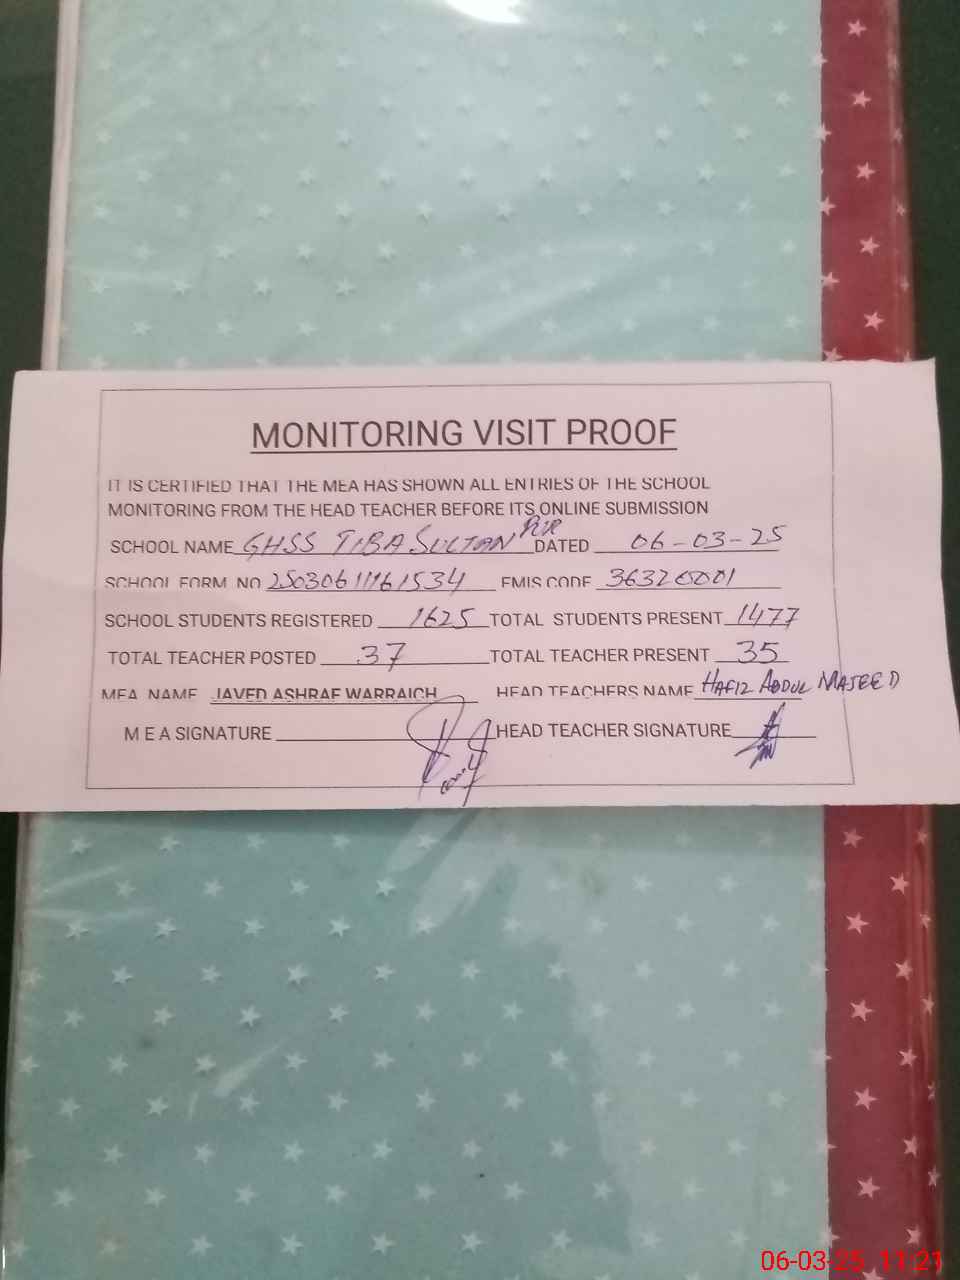 MONITORING VISIT PROOF
IT IS CERTIFIED THAT THE MEA HAS SHOWN ALL ENTRIES OF THE SCHOOL
MONITORING FROM THE HEAD TEACHER BEFORE ITS ONLINE SUBMISSION
SCHOOL NAME GHSS TIBA SULTAN PUR DATED 06-03-25
SCHOOL FORM NO EMIS CODE
SCHOOL STUDENTS REGISTERED 1625 TOTAL STUDENTS PRESENT 1477
TOTAL TEACHER POSTED 37 TOTAL TEACHER PRESENT 35
MEA NAME JAVED ASHRAF WARRAICH HEAD TEACHERS NAME HAFIZ ABDUL MAJEED
M E A SIGNATURE HEAD TEACHER SIGNATURE
06-03-25 11:21